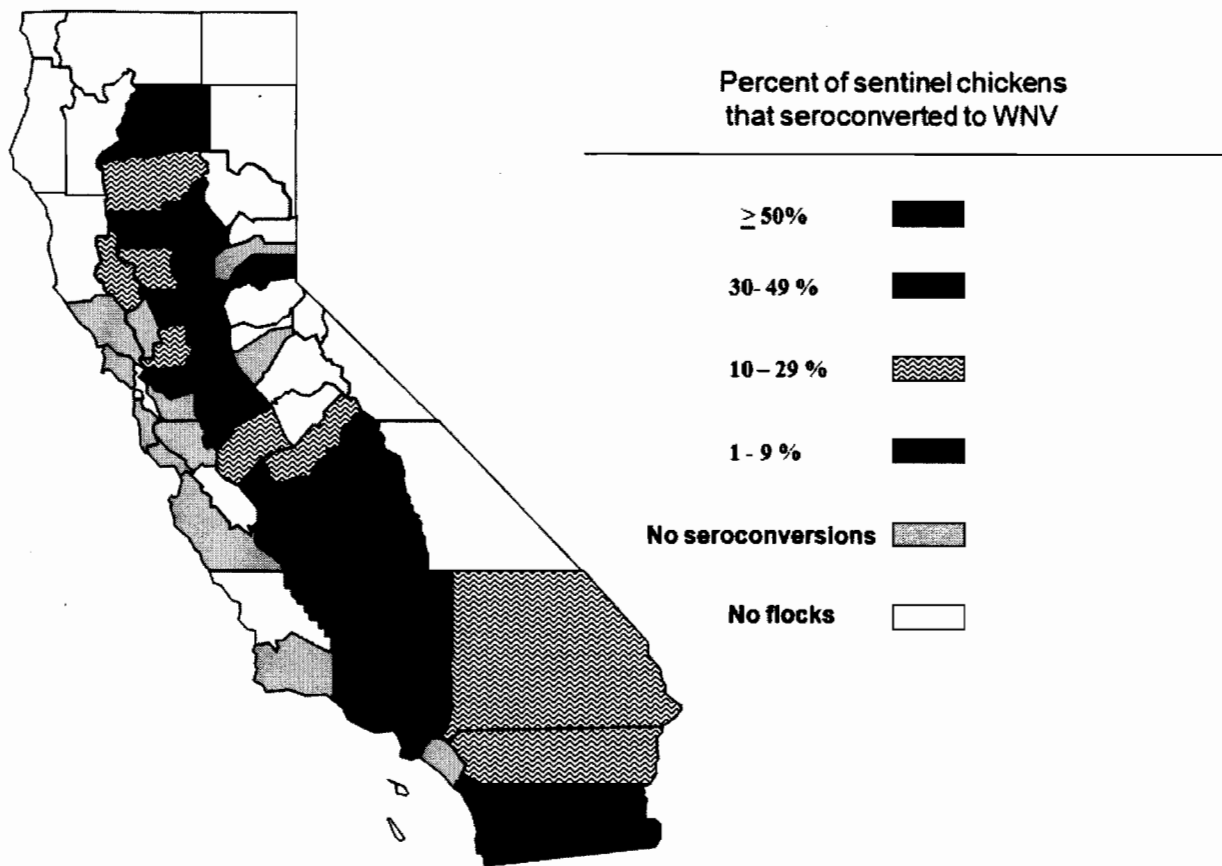 Percent of sentinel chickens
that seroconverted to WNV
≥ 50%
30- 49 %
10 – 29 %
1 - 9 %
No seroconversions
No flocks